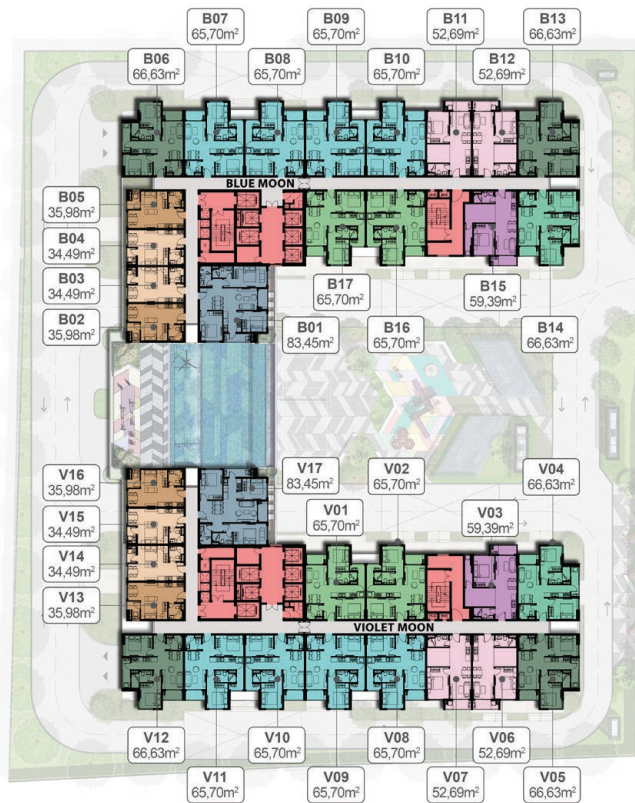 B07
65,70m²
B09
65,70m²
B11
52,69m²
B13
66,63m²
B06
66,63m²
B08
65,70m²
B10
65,70m²
B12
52,69m²
BLUE MOON
B05
35,98m²
B04
34,49m²
B03
34,49m²
B02
35,98m²
B17
65,70m²
B15
59,39m²
B01
83,45m²
B16
65,70m²
B14
66,63m²
V16
35,98m²
V17
83,45m²
V02
65,70m²
V04
66,63m²
V15
34,49m²
V01
65,70m²
V03
59,39m²
V14
34,49m²
V13
35,98m²
VIOLET MOON
V12
66,63m²
V10
65,70m²
V08
65,70m²
V06
52,69m²
V11
65,70m²
V09
65,70m²
V07
52,69m²
V05
66,63m²